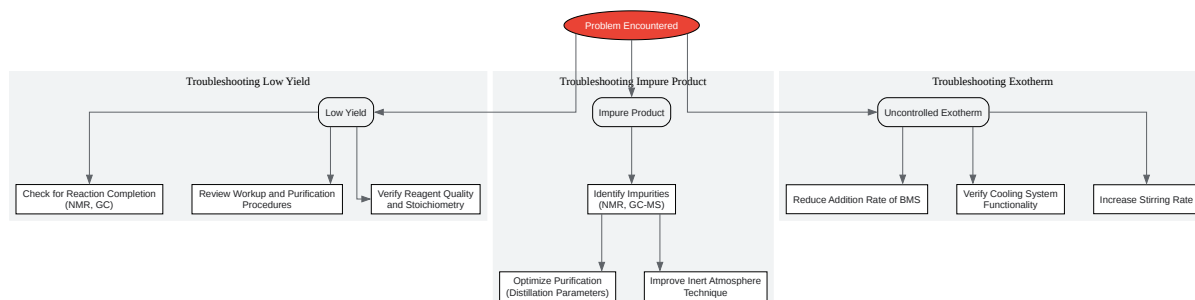 Problem Encountered
Troubleshooting Low Yield
Troubleshooting Impure Product
Troubleshooting Exotherm
Low Yield
Impure Product
Uncontrolled Exotherm
Check for Reaction Completion
(NMR, GC)
Review Workup and Purification
Procedures
Verify Reagent Quality
and Stoichiometry
Identify Impurities
(NMR, GC-MS)
Reduce Addition Rate of BMS
Verify Cooling System
Functionality
Increase Stirring Rate
Optimize Purification
(Distillation Parameters)
Improve Inert Atmosphere
Technique